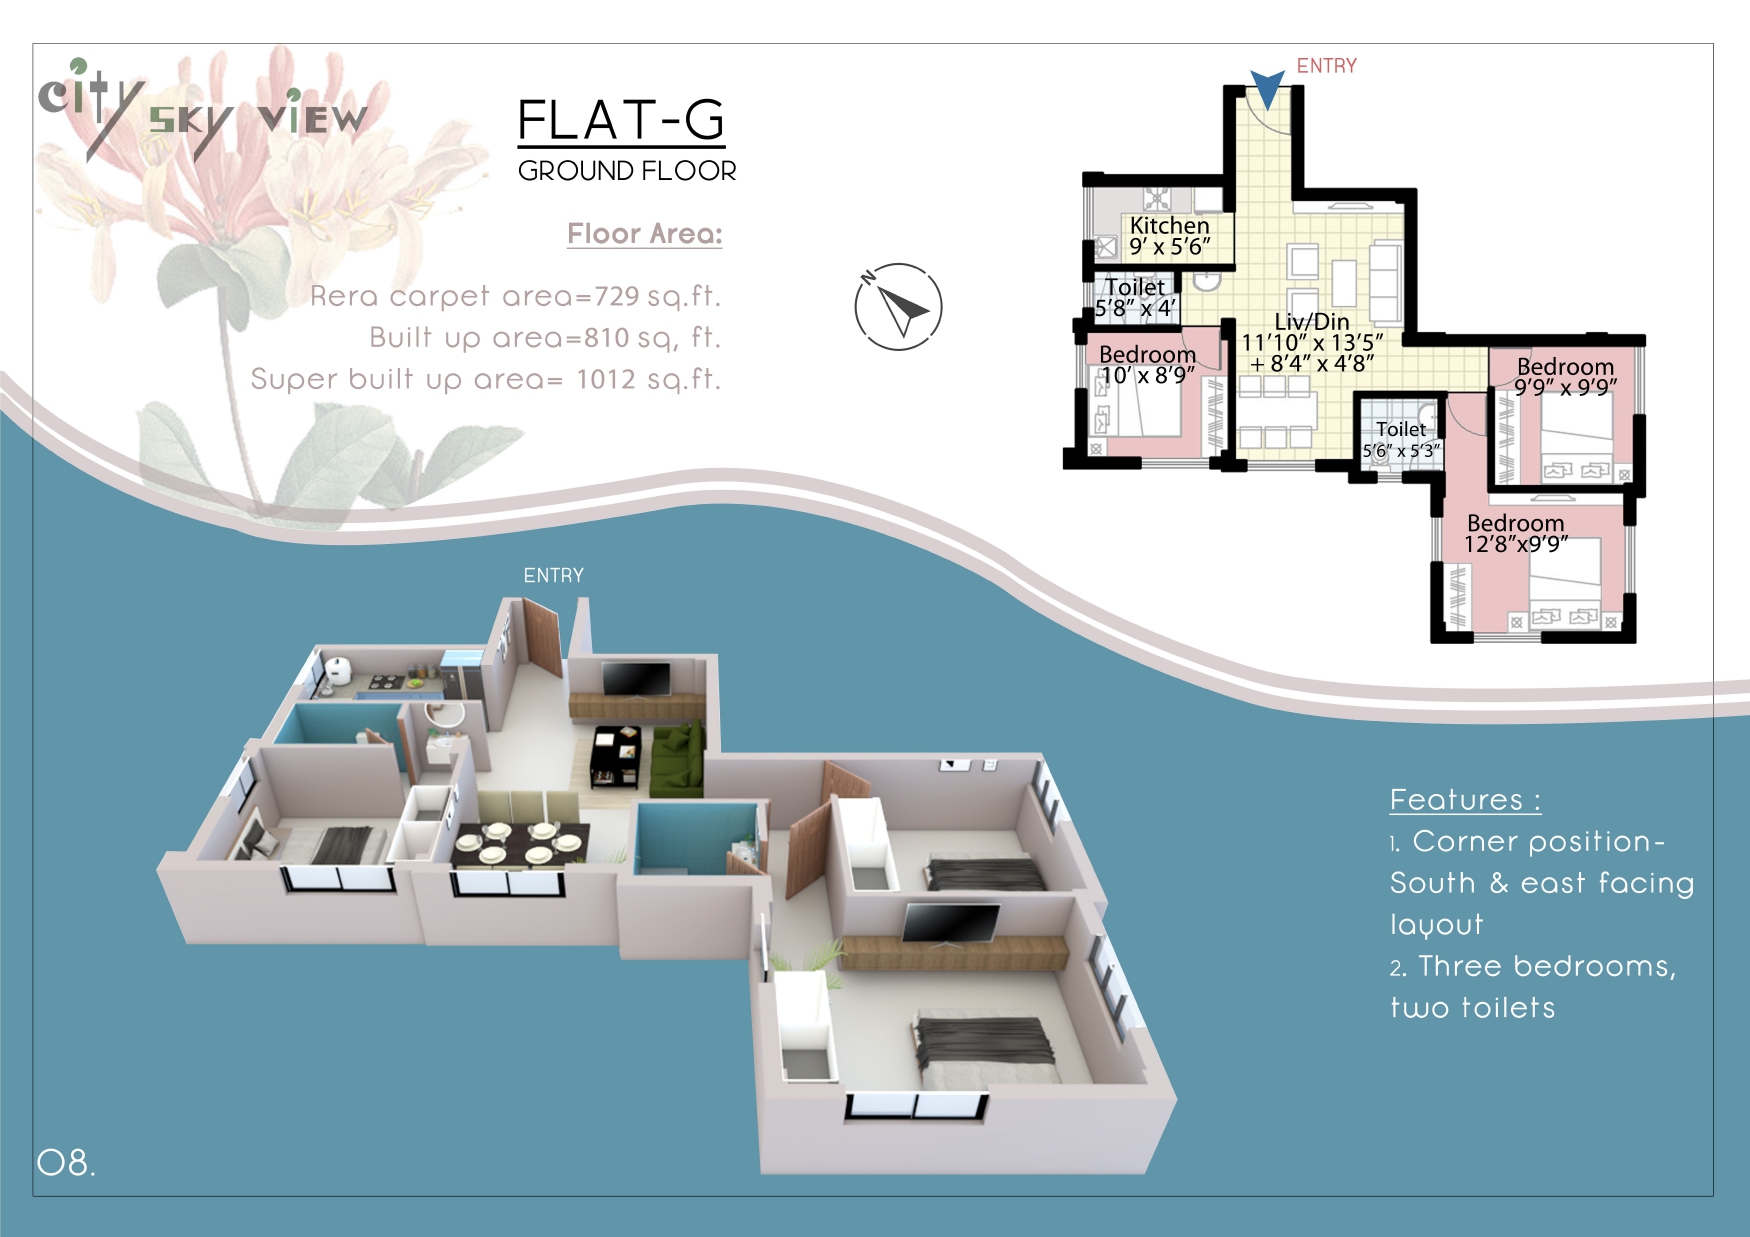 city
SKY VIEW
FLAT-G
GROUND FLOOR
Floor Area:
Rera carpet area=729 sq.ft.
Built up area=810 sq, ft.
Super built up area= 1012 sq.ft.
N
ENTRY
Kitchen
9’ x 5’6”
Toilet
5’8” x 4’
Liv/Din
11’10” x 13’5”
+ 8’4” x 4’8”
Bedroom
10’ x 8’9”
Bedroom
9’9” x 9’9”
Toilet
5’6” x 5’3”
Bedroom
12’8”x9’9”
ENTRY
Features :
1. Corner position-
South & east facing
layout
2. Three bedrooms,
two toilets
08.